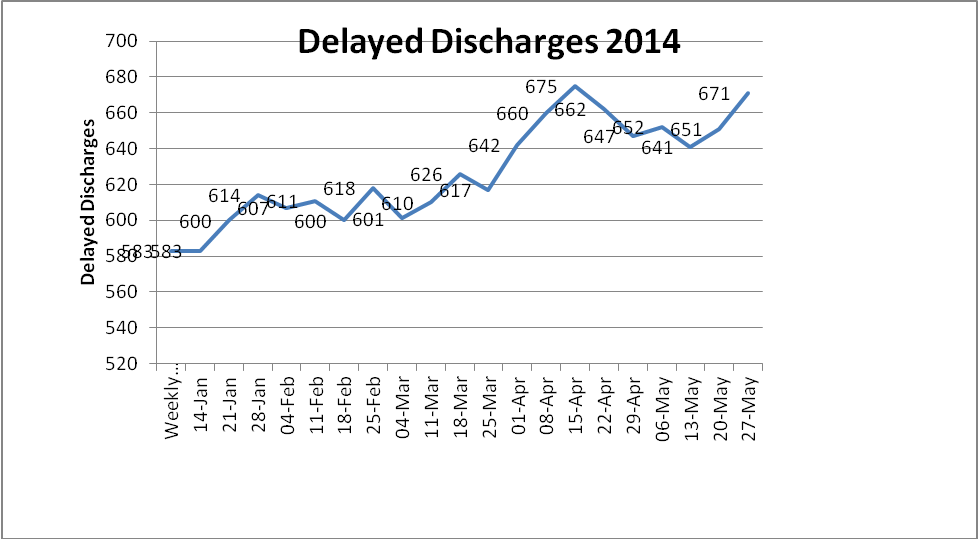 Delayed Discharges 2014
Delayed Discharges
700
680
660
640
620
600
580
560
540
520
583
583
600
614
607
611
600
618
601
610
626
617
642
660
675
662
647
652
641
651
671
Weekly...
14-Jan
21-Jan
28-Jan
04-Feb
11-Feb
18-Feb
25-Feb
04-Mar
11-Mar
18-Mar
25-Mar
01-Apr
08-Apr
15-Apr
22-Apr
29-Apr
06-May
13-May
20-May
27-May